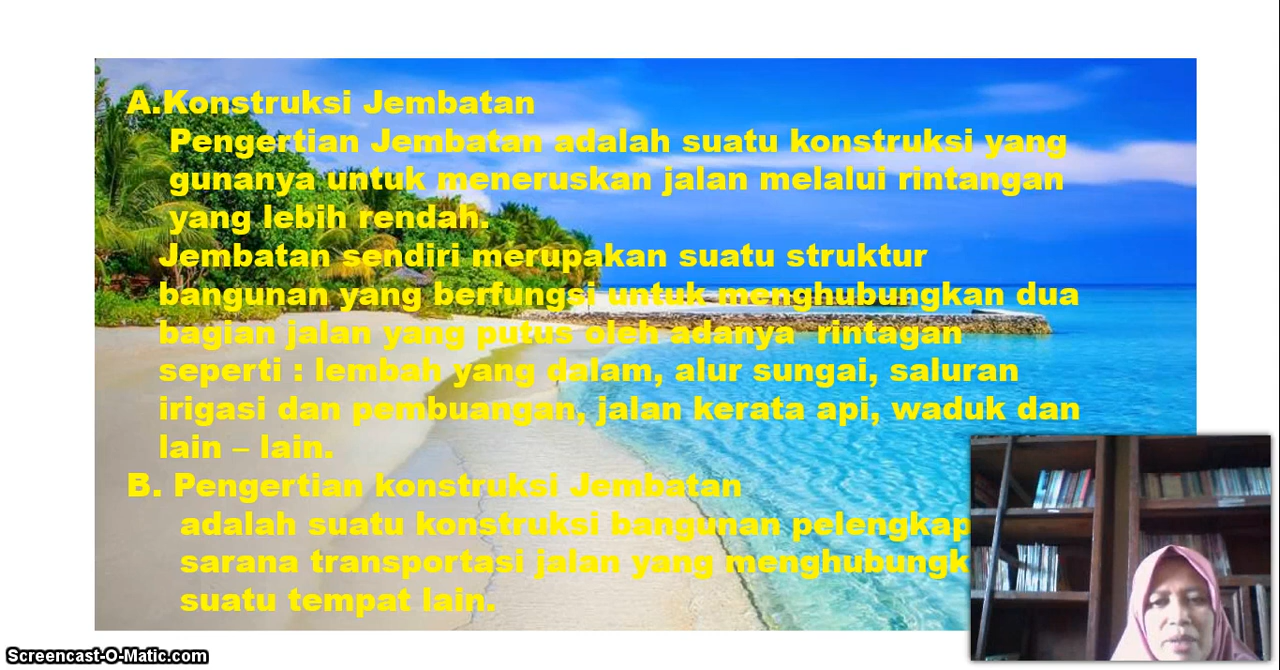 A.Konstruksi Jembatan
Pengertian Jembatan adalah suatu konstruksi yang
gunanya untuk meneruskan jalan melalui rintangan
yang lebih rendah.
Jembatan sendiri merupakan suatu struktur
bangunan yang berfungsi untuk menghubungkan dua
bagian jalan yang putus oleh adanya rintagan
seperti : lembah yang dalam, alur sungai, saluran
irigasi dan pembuangan, jalan kerata api, waduk dan
lain – lain.
B. Pengertian konstruksi Jembatan
adalah suatu konstruksi bangunan pelengkap
sarana transportasi jalan yang menghubungk
suatu tempat lain.
Screencast-O-Matic.com